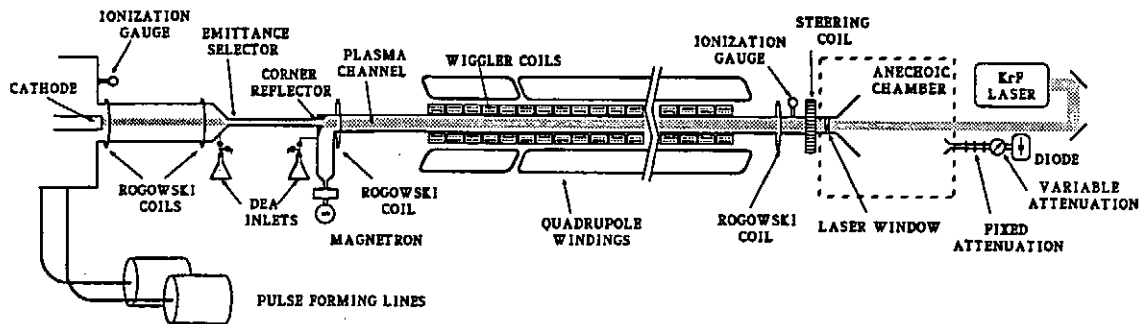 IONIZATION
GAUGE
EMITTANCE
SELECTOR
CATHODE
CORNER
REFLECTOR
PLASMA
CHANNEL
WIGGLER COILS
IONIZATION
GAUGE
STEERING
COIL
ANECHOIC
CHAMBER
KrF
LASER
ROGOWSKI
COILS
DEA
INLETS
ROGOWSKI
COIL
MAGNETRON
QUADRUPOLE
WINDINGS
ROGOWSKI
COIL
LASER WINDOW
DIODE
VARIABLE
ATTENUATION
FIXED
ATTENUATION
PULSE FORMING LINES